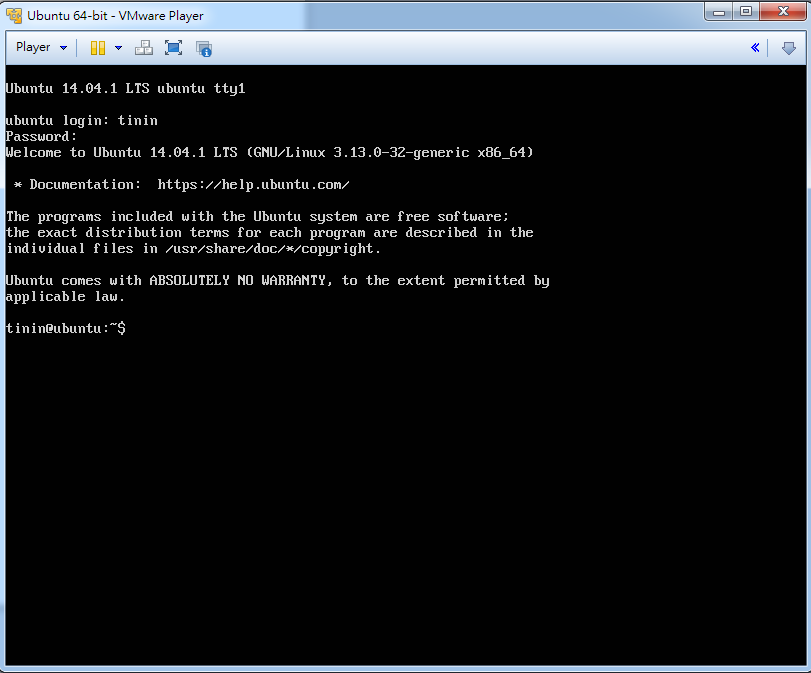 Ubuntu 64-bit - VMware Player
Player
Ubuntu 14.04.1 LTS ubuntu tty1
ubuntu login: tinin
Password:
Welcome to Ubuntu 14.04.1 LTS (GNU/Linux 3.13.0-32-generic x86_64)
* Documentation:  https://help.ubuntu.com/
The programs included with the Ubuntu system are free software;
the exact distribution terms for each program are described in the
individual files in /usr/share/doc/*/copyright.
Ubuntu comes with ABSOLUTELY NO WARRANTY, to the extent permitted by
applicable law.
tinin@ubuntu:~$